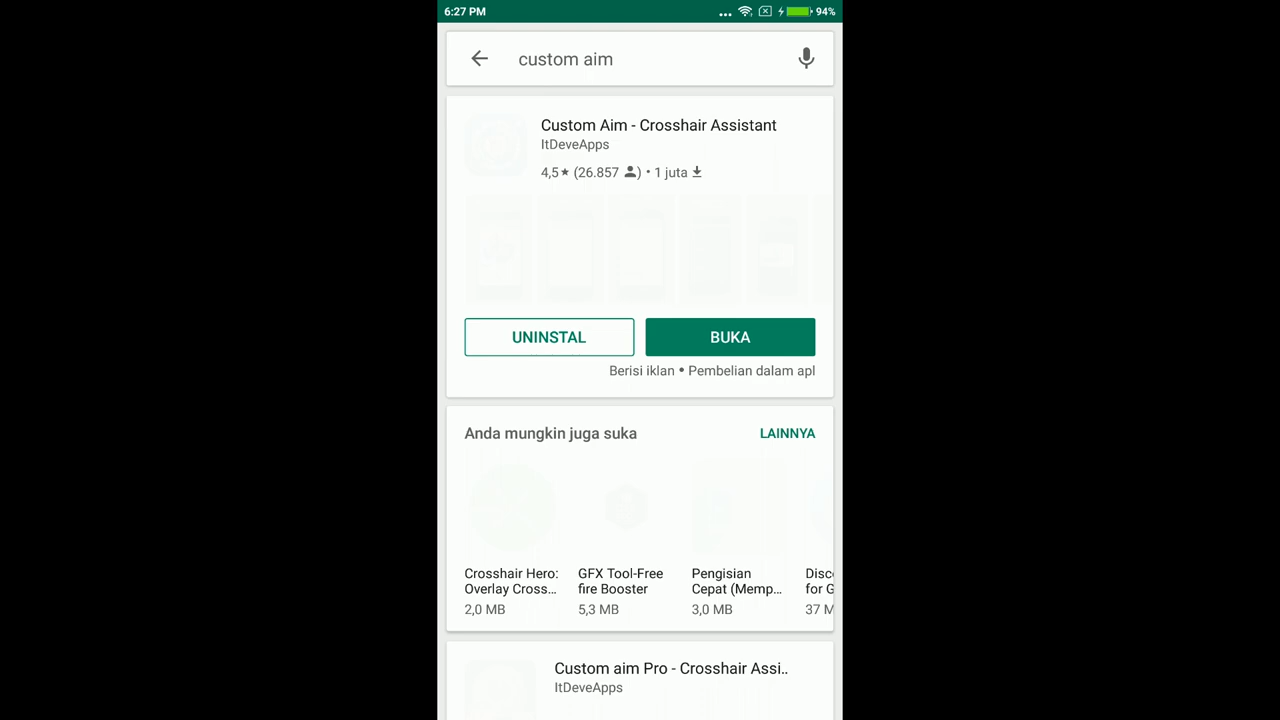 6:27 PM
94%
custom aim
Custom Aim - Crosshair Assistant
ItDeveApps
4,5★ (26.857 ) • 1 juta
UNINSTAL
BUKA
Berisi iklan • Pembelian dalam apl
Anda mungkin juga suka
LAINNYA
Crosshair Hero:
Overlay Cross...
2,0 MB
GFX Tool-Free
fire Booster
5,3 MB
Pengisian
Cepat (Memp...
3,0 MB
Disc
for G
37 M
Custom aim Pro - Crosshair Assi..
ItDeveApps